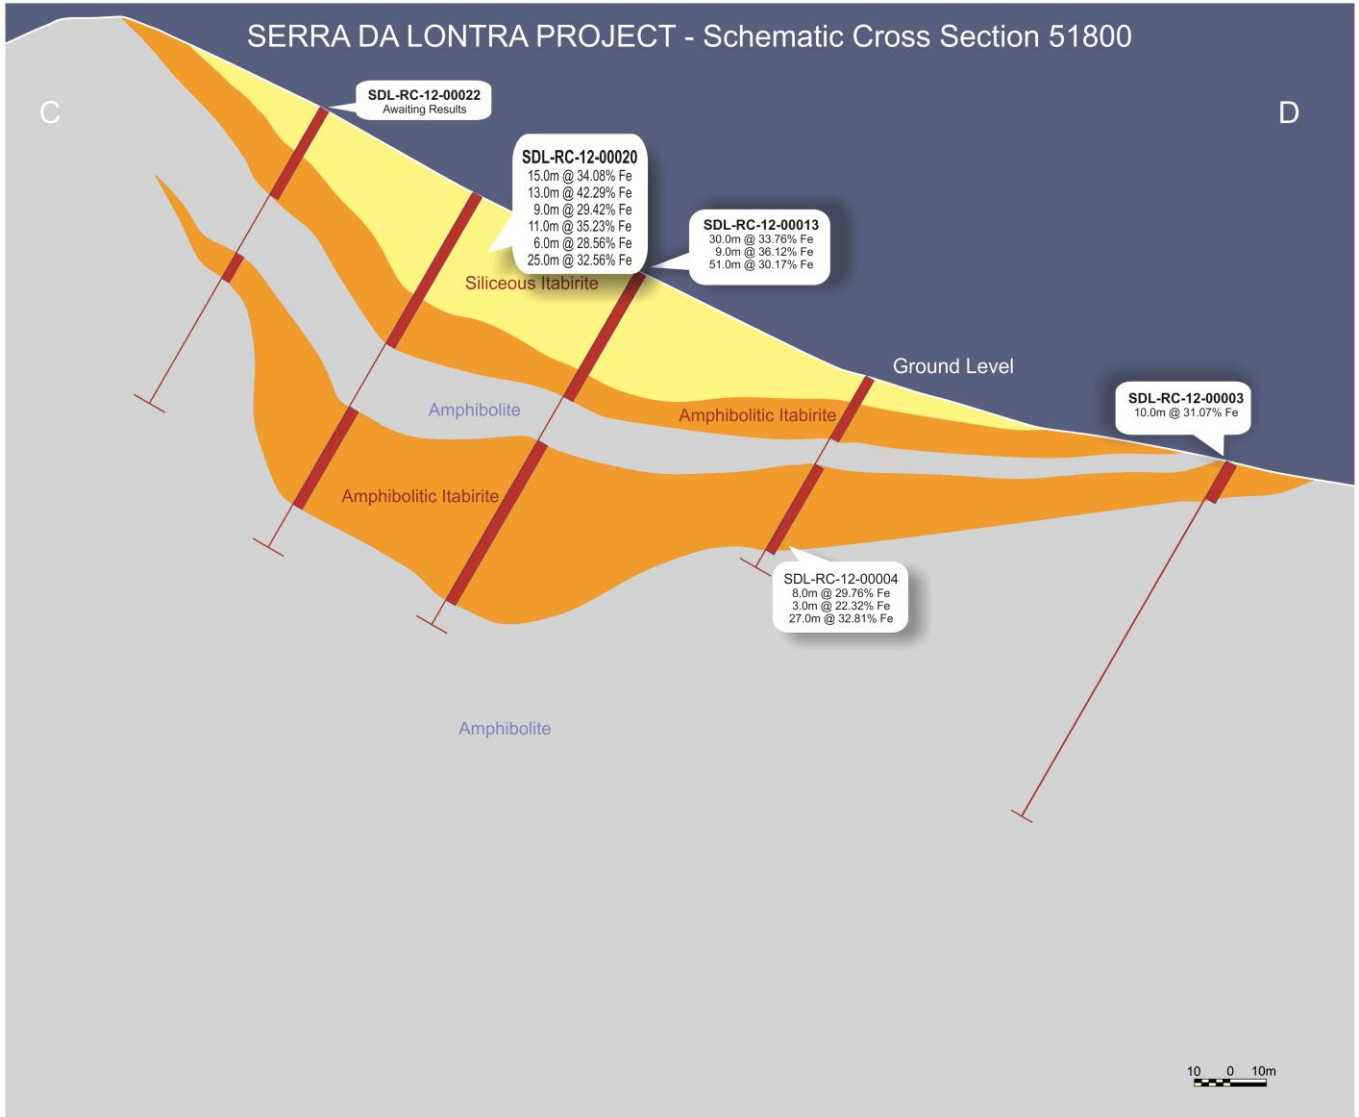 SERRA DA LONTRA PROJECT - Schematic Cross Section 51800
C
D
SDL-RC-12-00022
Awaiting Results
SDL-RC-12-00020
15.0m @ 34.08% Fe
13.0m @ 42.29% Fe
9.0m @ 29.42% Fe
11.0m @ 35.23% Fe
6.0m @ 28.56% Fe
25.0m @ 32.56% Fe
SDL-RC-12-00013
30.0m @ 33.76% Fe
9.0m @ 36.12% Fe
51.0m @ 30.17% Fe
Siliceous Itabirite
Ground Level
SDL-RC-12-00003
10.0m @ 31.07% Fe
Amphibolite
Amphibolitic Itabirite
Amphibolitic Itabirite
SDL-RC-12-00004
8.0m @ 29.76% Fe
3.0m @ 22.32% Fe
27.0m @ 32.81% Fe
Amphibolite
10 0 10m